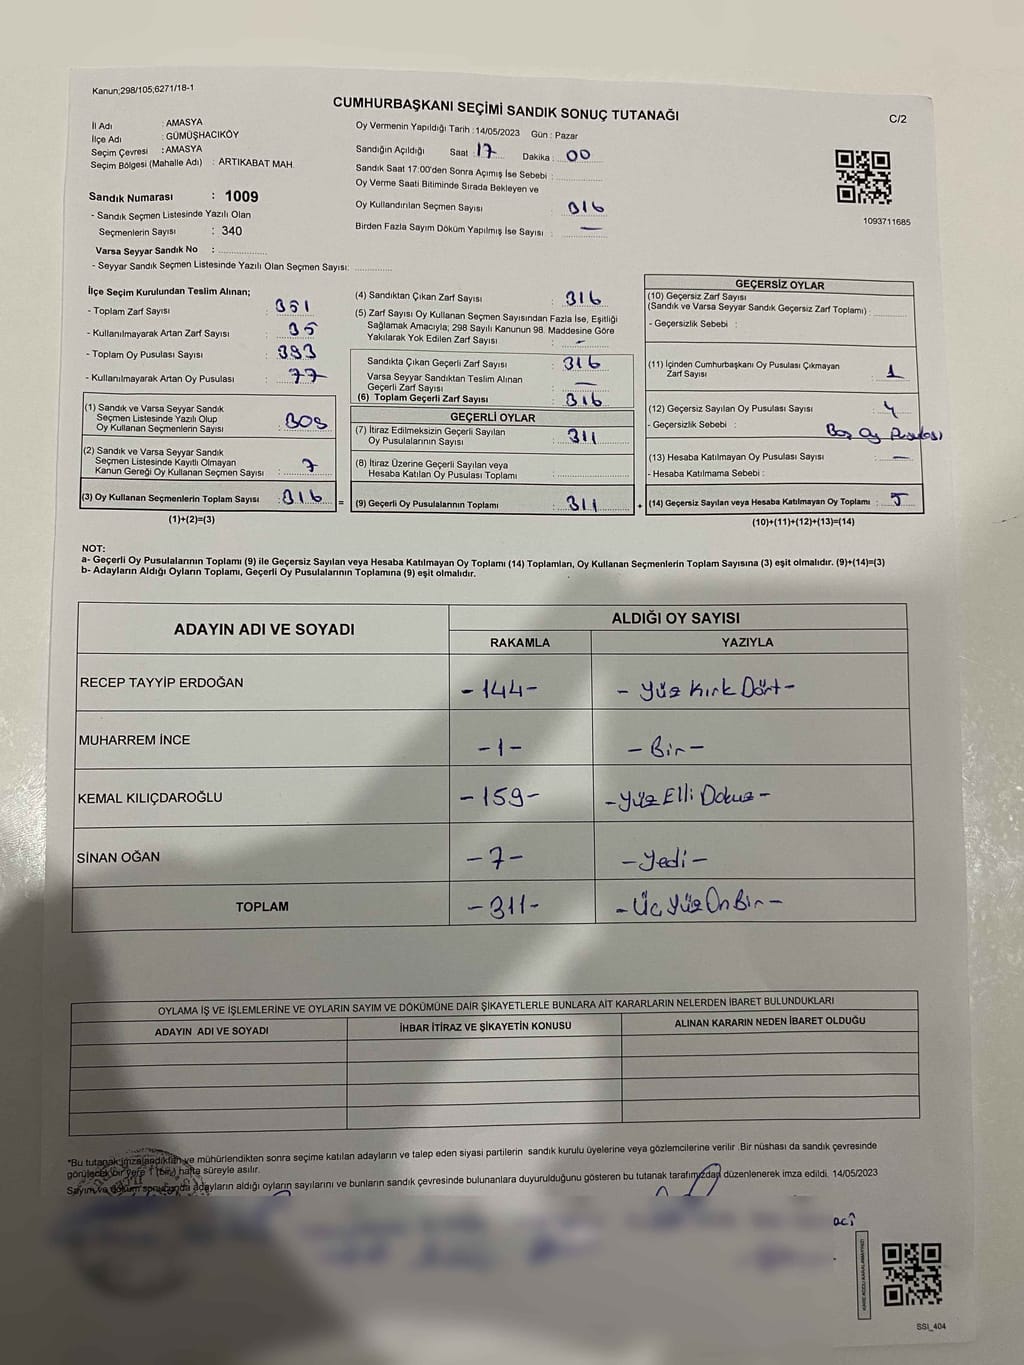 Kanun;298/105;6271/18-1
CUMHURBAŞKANI SEÇİMİ SANDIK SONUÇ TUTANAĞI
C/2
İl Adı : AMASYA
İlçe Adı : GÜMÜŞHACIKÖY
Seçim Çevresi : AMASYA
Seçim Bölgesi (Mahalle Adı) : ARTIKABAT MAH.
Sandık Numarası : 1009
- Sandık Seçmen Listesinde Yazılı Olan
Seçmenlerin Sayısı : 340
Varsa Seyyar Sandık No : ....................
- Seyyar Sandık Seçmen Listesinde Yazılı Olan Seçmen Sayısı: ............
Oy Vermenin Yapıldığı Tarih : 14/05/2023 Gün : Pazar
Sandığın Açıldığı Saat : 17 Dakika : 00
Sandık Saat 17:00'den Sonra Açımış İse Sebebi : ...............
Oy Verme Saati Bitiminde Sırada Bekleyen ve
Oy Kullandırılan Seçmen Sayısı : 316
Birden Fazla Sayım Döküm Yapılmış İse Sayısı : —
1093711685
İlçe Seçim Kurulundan Teslim Alınan;
- Toplam Zarf Sayısı : 351
- Kullanılmayarak Artan Zarf Sayısı : 35
- Toplam Oy Pusulası Sayısı : 393
- Kullanılmayarak Artan Oy Pusulası : 77
(1) Sandık ve Varsa Seyyar Sandık
Seçmen Listesinde Yazılı Olup
Oy Kullanan Seçmenlerin Sayısı : 309
(2) Sandık ve Varsa Seyyar Sandık
Seçmen Listesinde Kayıtlı Olmayan
Kanun Gereği Oy Kullanan Seçmen Sayısı : 7
(3) Oy Kullanan Seçmenlerin Toplam Sayısı : 316
(1)+(2)=(3)
(4) Sandıktan Çıkan Zarf Sayısı : 316
(5) Zarf Sayısı Oy Kullanan Seçmen Sayısından Fazla İse, Eşitliği
Sağlamak Amacıyla; 298 Sayılı Kanunun 98. Maddesine Göre
Yakılarak Yok Edilen Zarf Sayısı : -
Sandıkta Çıkan Geçerli Zarf Sayısı : 316
Varsa Seyyar Sandıktan Teslim Alınan
Geçerli Zarf Sayısı : —
(6) Toplam Geçerli Zarf Sayısı : 316
GEÇERLİ OYLAR
(7) İtiraz Edilmeksizin Geçerli Sayılan
Oy Pusulalarının Sayısı : 311
(8) İtiraz Üzerine Geçerli Sayılan veya
Hesaba Katılan Oy Pusulası Toplamı : ...............
= (9) Geçerli Oy Pusulalarının Toplamı : 311 +
GEÇERSİZ OYLAR
(10) Geçersiz Zarf Sayısı
(Sandık ve Varsa Seyyar Sandık Geçersiz Zarf Toplamı) : ..........
- Geçersizlik Sebebi :
(11) İçinden Cumhurbaşkanı Oy Pusulası Çıkmayan
Zarf Sayısı : 1
(12) Geçersiz Sayılan Oy Pusulası Sayısı : 4
- Geçersizlik Sebebi : Boş Oy Pusulası
(13) Hesaba Katılmayan Oy Pusulası Sayısı : —
- Hesaba Katılmama Sebebi :
(14) Geçersiz Sayılan veya Hesaba Katılmayan Oy Toplamı : 5
(10)+(11)+(12)+(13)=(14)
NOT:
a- Geçerli Oy Pusulalarının Toplamı (9) ile Geçersiz Sayılan veya Hesaba Katılmayan Oy Toplamı (14) Toplamları, Oy Kullanan Seçmenlerin Toplam Sayısına (3) eşit olmalıdır. (9)+(14)=(3)
b- Adayların Aldığı Oyların Toplamı, Geçerli Oy Pusulalarının Toplamına (9) eşit olmalıdır.
ADAYIN ADI VE SOYADI
ALDIĞI OY SAYISI
RAKAMLA YAZIYLA
RECEP TAYYİP ERDOĞAN -144- - Yüz Kırk Dört -
MUHARREM İNCE -1- - Bir -
KEMAL KILIÇDAROĞLU -159- - Yüz Elli Dokuz -
SİNAN OĞAN -7- - Yedi -
TOPLAM -311- - Üç Yüz On Bir -
OYLAMA İŞ VE İŞLEMLERİNE VE OYLARIN SAYIM VE DÖKÜMÜNE DAİR ŞİKAYETLERLE BUNLARA AİT KARARLARIN NELERDEN İBARET BULUNDUKLARI
ADAYIN ADI VE SOYADI İHBAR İTİRAZ VE ŞİKAYETİN KONUSU ALINAN KARARIN NEDEN İBARET OLDUĞU
*Bu tutanak imzalandıktan ve mühürlendikten sonra seçime katılan adayların ve talep eden siyasi partilerin sandık kurulu üyelerine veya gözlemcilerine verilir .Bir nüshası da sandık çevresinde
görülecek bir yere 1 (bir) hafta süreyle asılır.
Sayım ve döküm sonucunda adayların aldığı oyların sayılarını ve bunların sandık çevresinde bulunanlara duyurulduğunu gösteren bu tutanak tarafımızdan düzenlenerek imza edildi. 14/05/2023
SSI_404